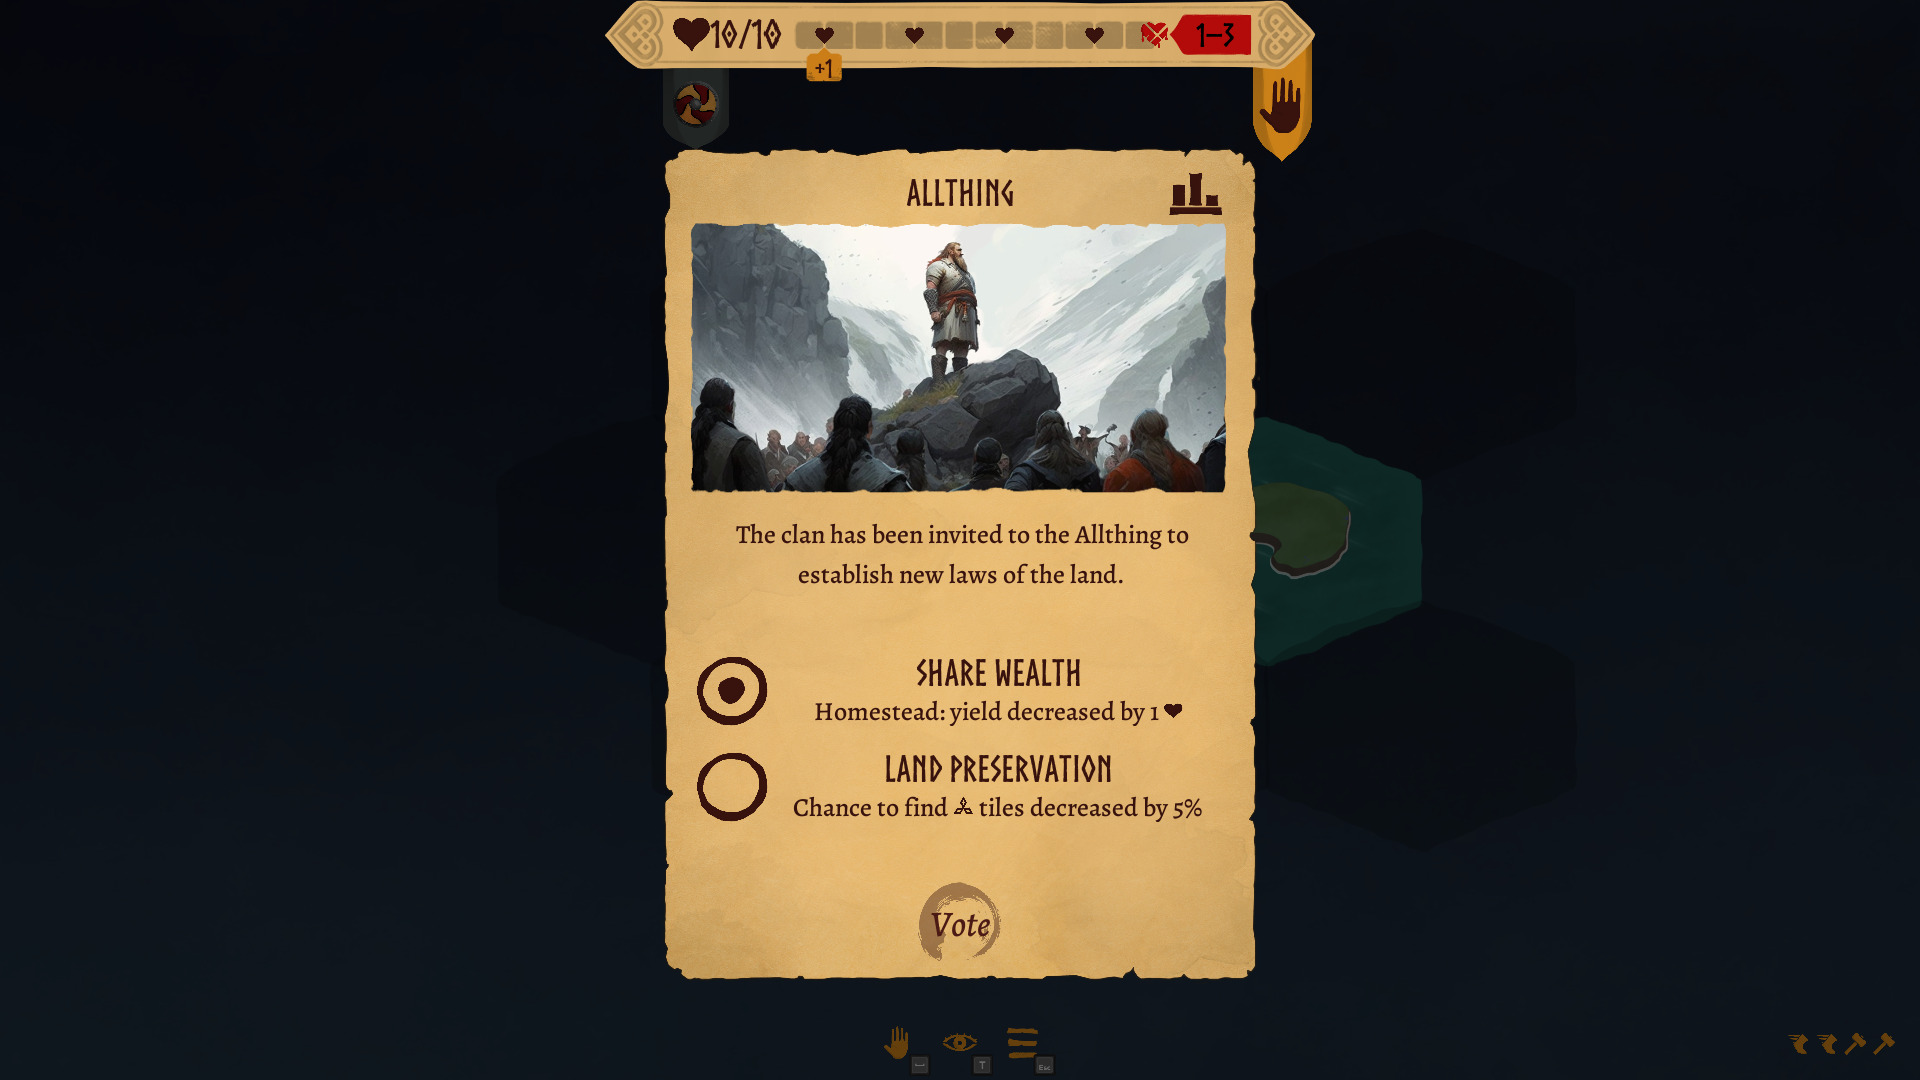 10/10
1–3
+1
ALLTHING
The clan has been invited to the Allthing to
establish new laws of the land.
SHARE WEALTH
Homestead: yield decreased by 1
LAND PRESERVATION
Chance to find tiles decreased by 5%
Vote
T
Esc